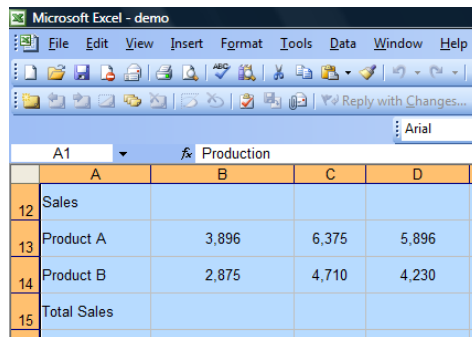 Microsoft Excel - demo
File Edit View Insert Format Tools Data Window Help
ABC
Reply with Changes...
Arial
A1 fx Production
A B C D
12 Sales
13 Product A 3,896 6,375 5,896
14 Product B 2,875 4,710 4,230
15 Total Sales